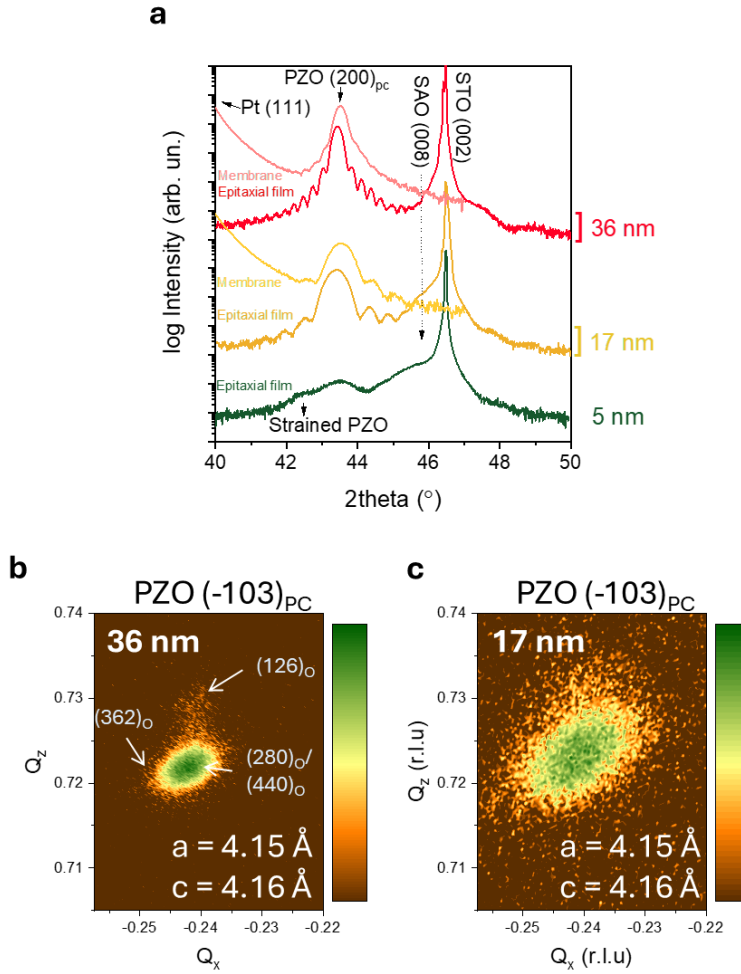 a
PZO (200)pc
Pt (111)
SAO (008)
STO (002)
Membrane
Epitaxial film
36 nm
Membrane
Epitaxial film
17 nm
Epitaxial film
Strained PZO
5 nm
log Intensity (arb. un.)
40 42 44 46 48 50
2theta (°)
b
PZO (-103)PC
0.74
0.73
0.72
0.71
Qz
36 nm
(126)O
(362)O
(280)O/
(440)O
a = 4.15 Å
c = 4.16 Å
-0.25 -0.24 -0.23 -0.22
Qx
c
PZO (-103)PC
0.74
0.73
0.72
0.71
Qz (r.l.u)
17 nm
a = 4.15 Å
c = 4.16 Å
-0.25 -0.24 -0.23 -0.22
Qx (r.l.u)